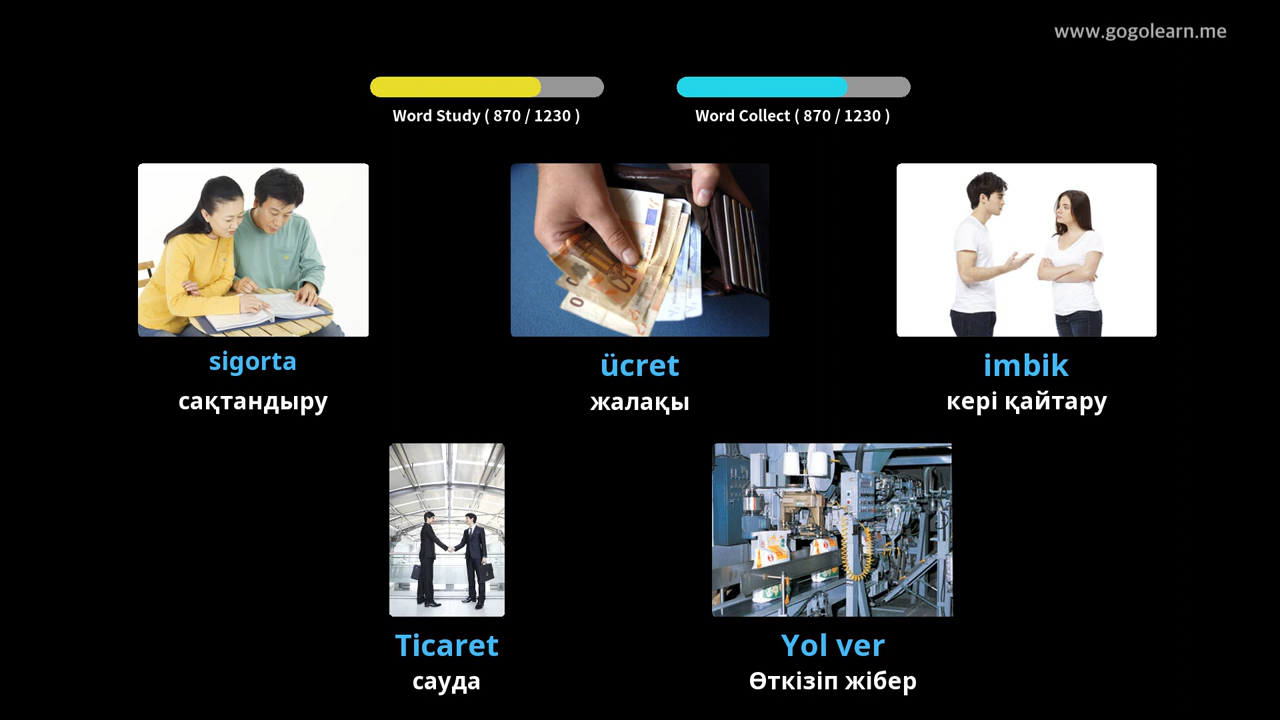 www.gogolearn.me
Word Study ( 870 / 1230 )
Word Collect ( 870 / 1230 )
sigorta
сақтандыру
ücret
жалақы
imbik
кері қайтару
Ticaret
сауда
Yol ver
Өткізіп жібер